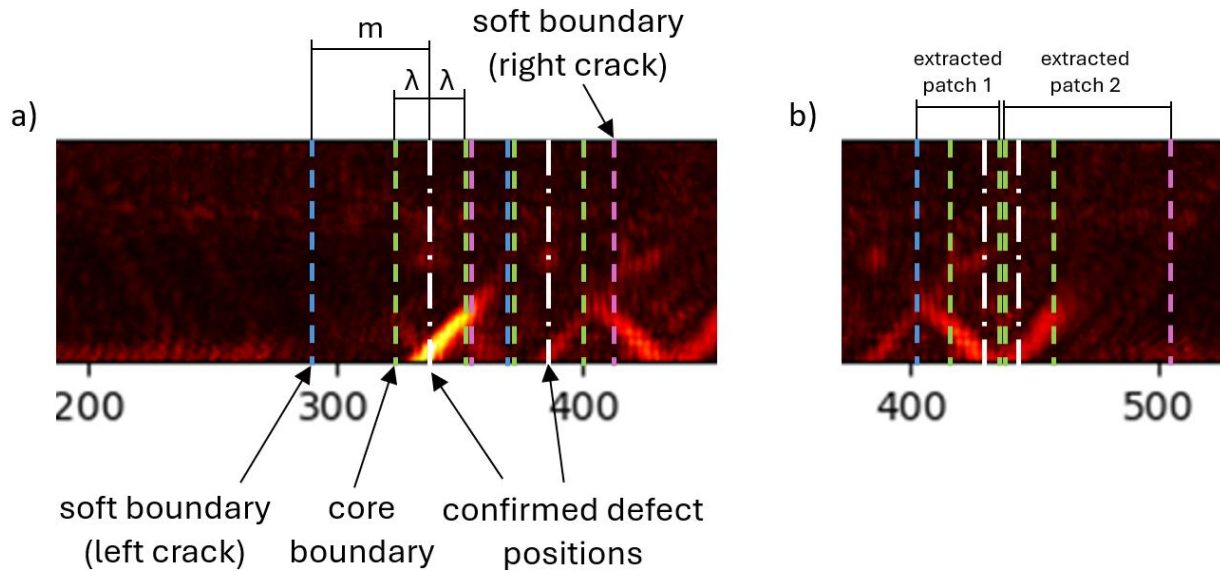 m
soft boundary
(right crack)
λ λ
extracted
patch 1
extracted
patch 2
a)
b)
200 300 400
400 500
soft boundary
(left crack)
core
boundary
confirmed defect
positions